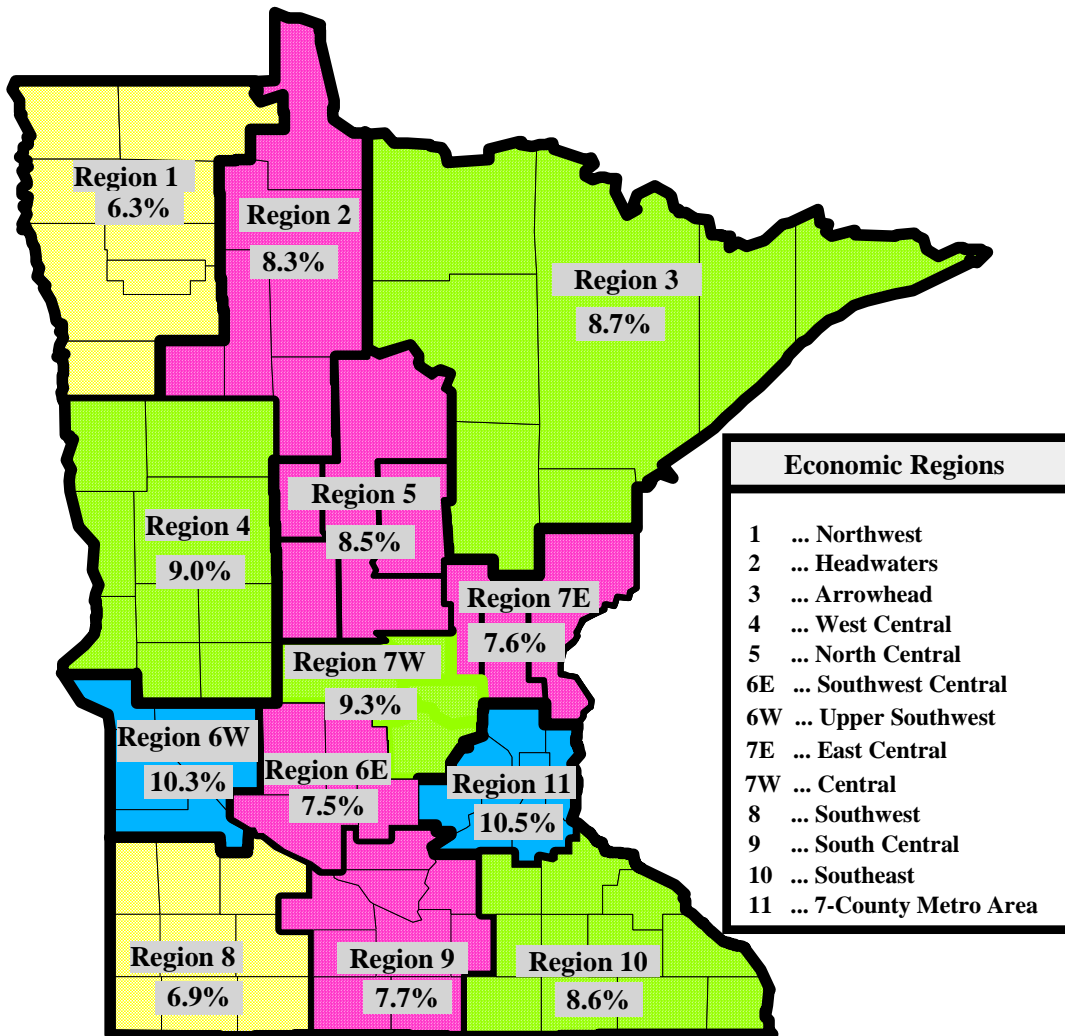 Region 1
6.3%
Region 2
8.3%
Region 3
8.7%
Region 4
9.0%
Region 5
8.5%
Region 7E
7.6%
Region 7W
9.3%
Region 6W
10.3%
Region 6E
7.5%
Region 11
10.5%
Region 8
6.9%
Region 9
7.7%
Region 10
8.6%
Economic Regions
1 ... Northwest
2 ... Headwaters
3 ... Arrowhead
4 ... West Central
5 ... North Central
6E ... Southwest Central
6W ... Upper Southwest
7E ... East Central
7W ... Central
8 ... Southwest
9 ... South Central
10 ... Southeast
11 ... 7-County Metro Area